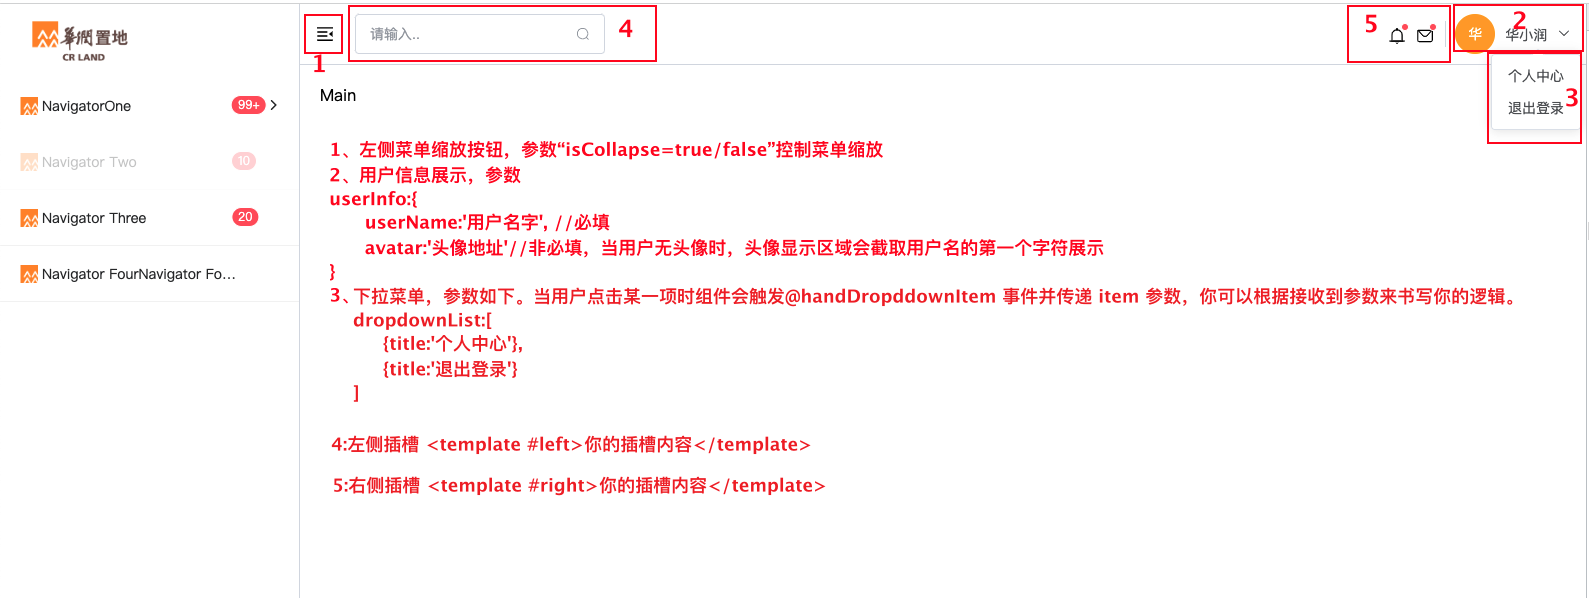 華潤置地
CR LAND
1
请输入..
4
5
华
华小润
2
个人中心
退出登录
3
NavigatorOne
99+
Navigator Two
10
Navigator Three
20
Navigator FourNavigator Fo...
Main
1、左侧菜单缩放按钮，参数“isCollapse=true/false”控制菜单缩放
2、用户信息展示，参数
userInfo:{
userName:'用户名字', //必填
avatar:'头像地址'//非必填，当用户无头像时，头像显示区域会截取用户名的第一个字符展示
}
3、下拉菜单，参数如下。当用户点击某一项时组件会触发@handDropddownItem 事件并传递 item 参数，你可以根据接收到参数来书写你的逻辑。
dropdownList:[
{title:'个人中心'},
{title:'退出登录'}
]
4:左侧插槽 <template #left>你的插槽内容</template>
5:右侧插槽 <template #right>你的插槽内容</template>